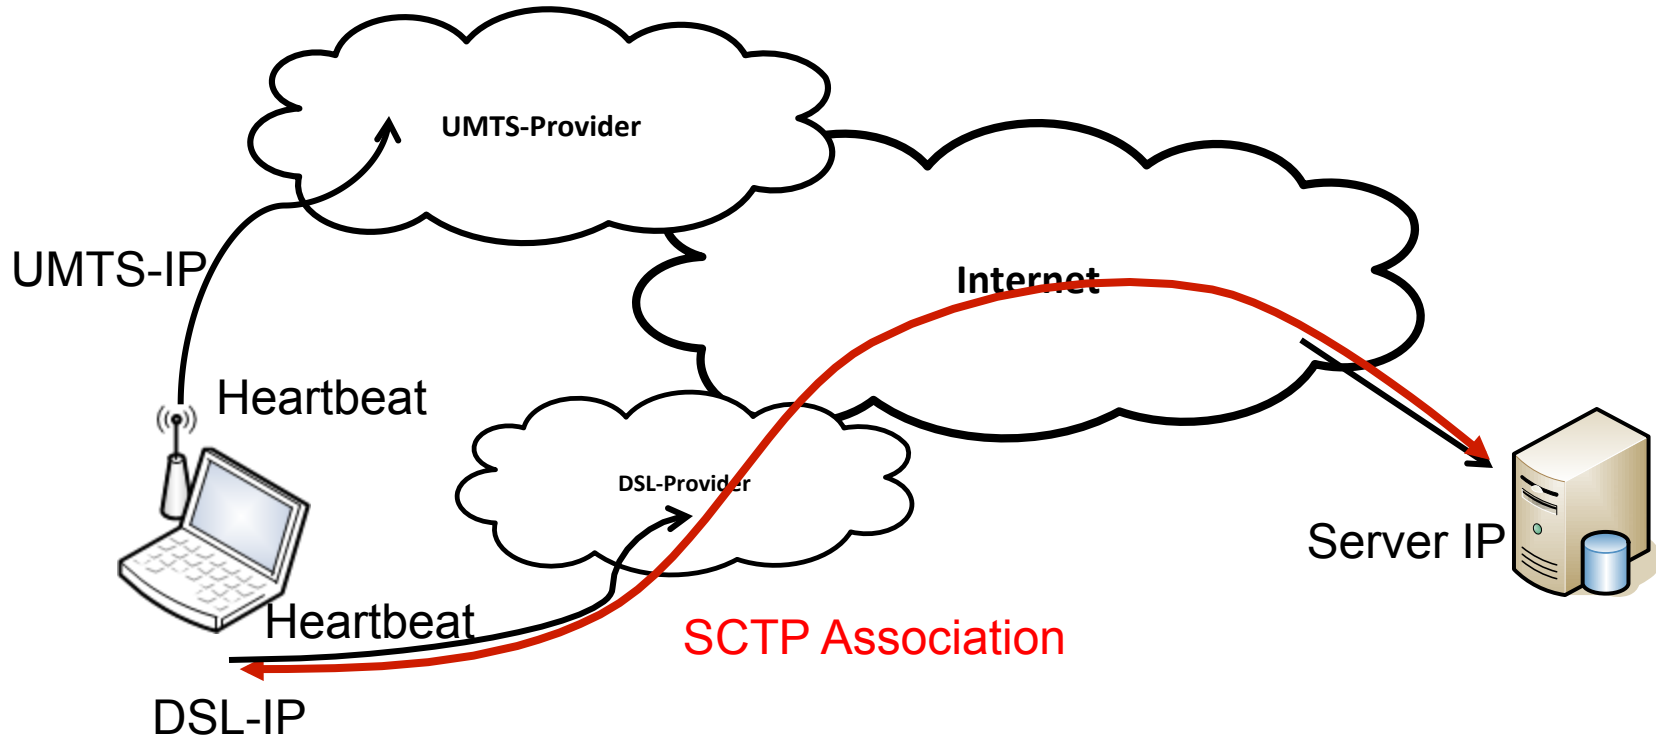 UMTS-Provider
UMTS-IP
Internet
Heartbeat
DSL-Provider
Server IP
Heartbeat
SCTP Association
DSL-IP